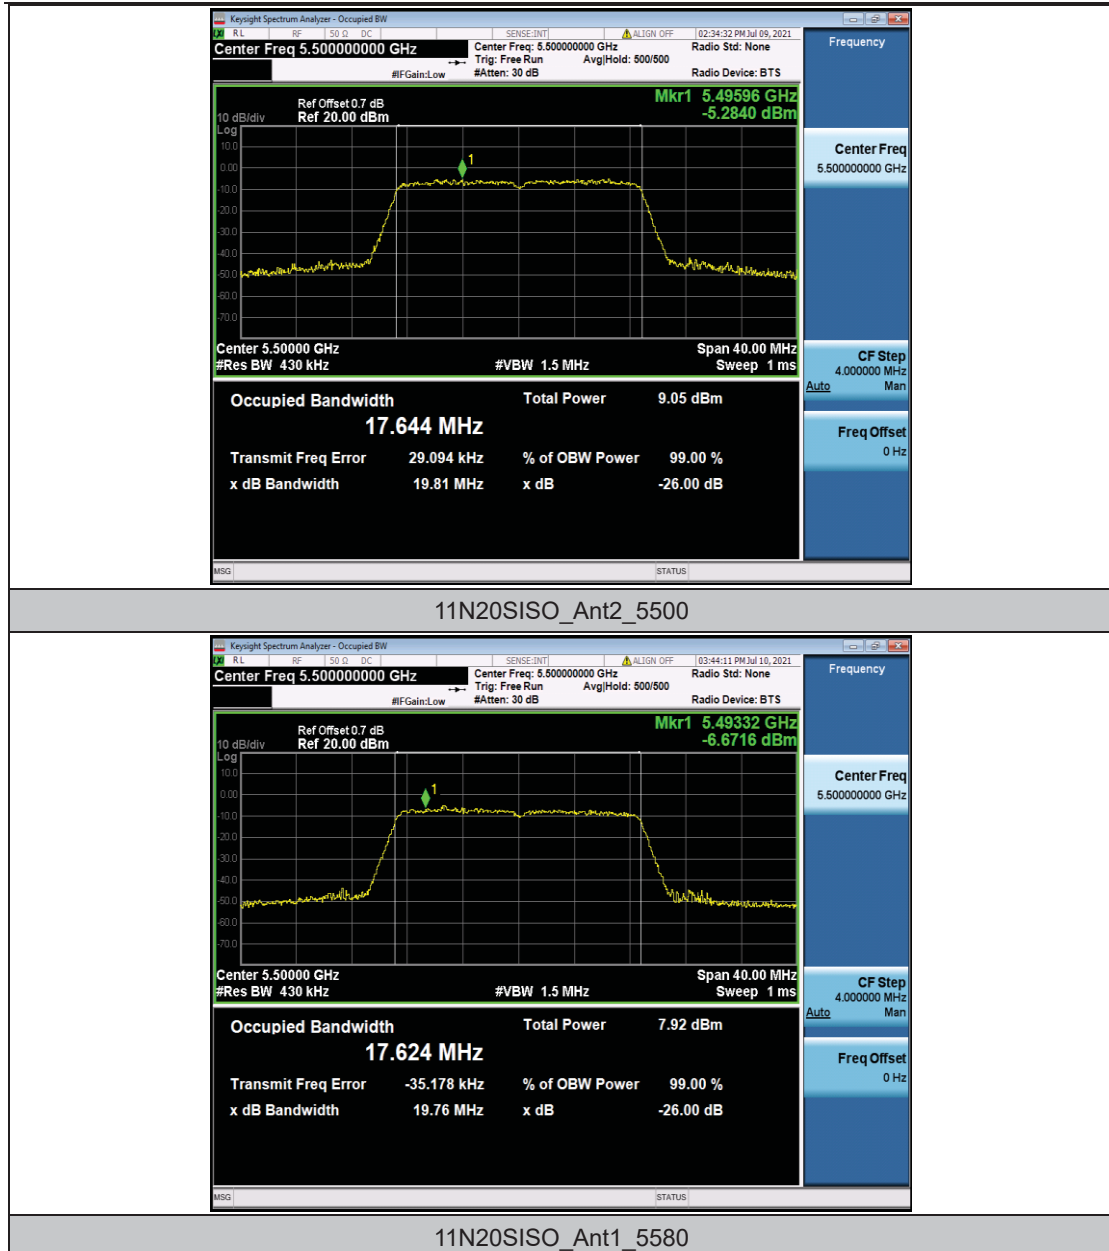 Keysight Spectrum Analyzer - Occupied BW
LXI RL RF 50 Ω DC SENSE:INT ALIGN OFF 02:34:32 PM Jul 09, 2021
Center Freq 5.500000000 GHz Center Freq: 5.500000000 GHz Radio Std: None Frequency
Trig: Free Run Avg|Hold: 500/500
#IFGain:Low #Atten: 30 dB Radio Device: BTS
Mkr1 5.49596 GHz
-5.2840 dBm
Ref Offset 0.7 dB
10 dB/div Ref 20.00 dBm
Log
10.0
0.00
-10.0
-20.0
-30.0
-40.0
-50.0
-60.0
-70.0
1
Center Freq
5.500000000 GHz
Center 5.50000 GHz Span 40.00 MHz
#Res BW 430 kHz #VBW 1.5 MHz Sweep 1 ms
CF Step
4.000000 MHz
Auto Man
Occupied Bandwidth Total Power 9.05 dBm
17.644 MHz
Transmit Freq Error 29.094 kHz % of OBW Power 99.00 %
x dB Bandwidth 19.81 MHz x dB -26.00 dB
Freq Offset
0 Hz
MSG STATUS
11N20SISO_Ant2_5500
Keysight Spectrum Analyzer - Occupied BW
LXI RL RF 50 Ω DC SENSE:INT ALIGN OFF 03:44:11 PM Jul 10, 2021
Center Freq 5.500000000 GHz Center Freq: 5.500000000 GHz Radio Std: None Frequency
Trig: Free Run Avg|Hold: 500/500
#IFGain:Low #Atten: 30 dB Radio Device: BTS
Mkr1 5.49332 GHz
-6.6716 dBm
Ref Offset 0.7 dB
10 dB/div Ref 20.00 dBm
Log
10.0
0.00
-10.0
-20.0
-30.0
-40.0
-50.0
-60.0
-70.0
1
Center Freq
5.500000000 GHz
Center 5.50000 GHz Span 40.00 MHz
#Res BW 430 kHz #VBW 1.5 MHz Sweep 1 ms
CF Step
4.000000 MHz
Auto Man
Occupied Bandwidth Total Power 7.92 dBm
17.624 MHz
Transmit Freq Error -35.178 kHz % of OBW Power 99.00 %
x dB Bandwidth 19.76 MHz x dB -26.00 dB
Freq Offset
0 Hz
MSG STATUS
11N20SISO_Ant1_5580